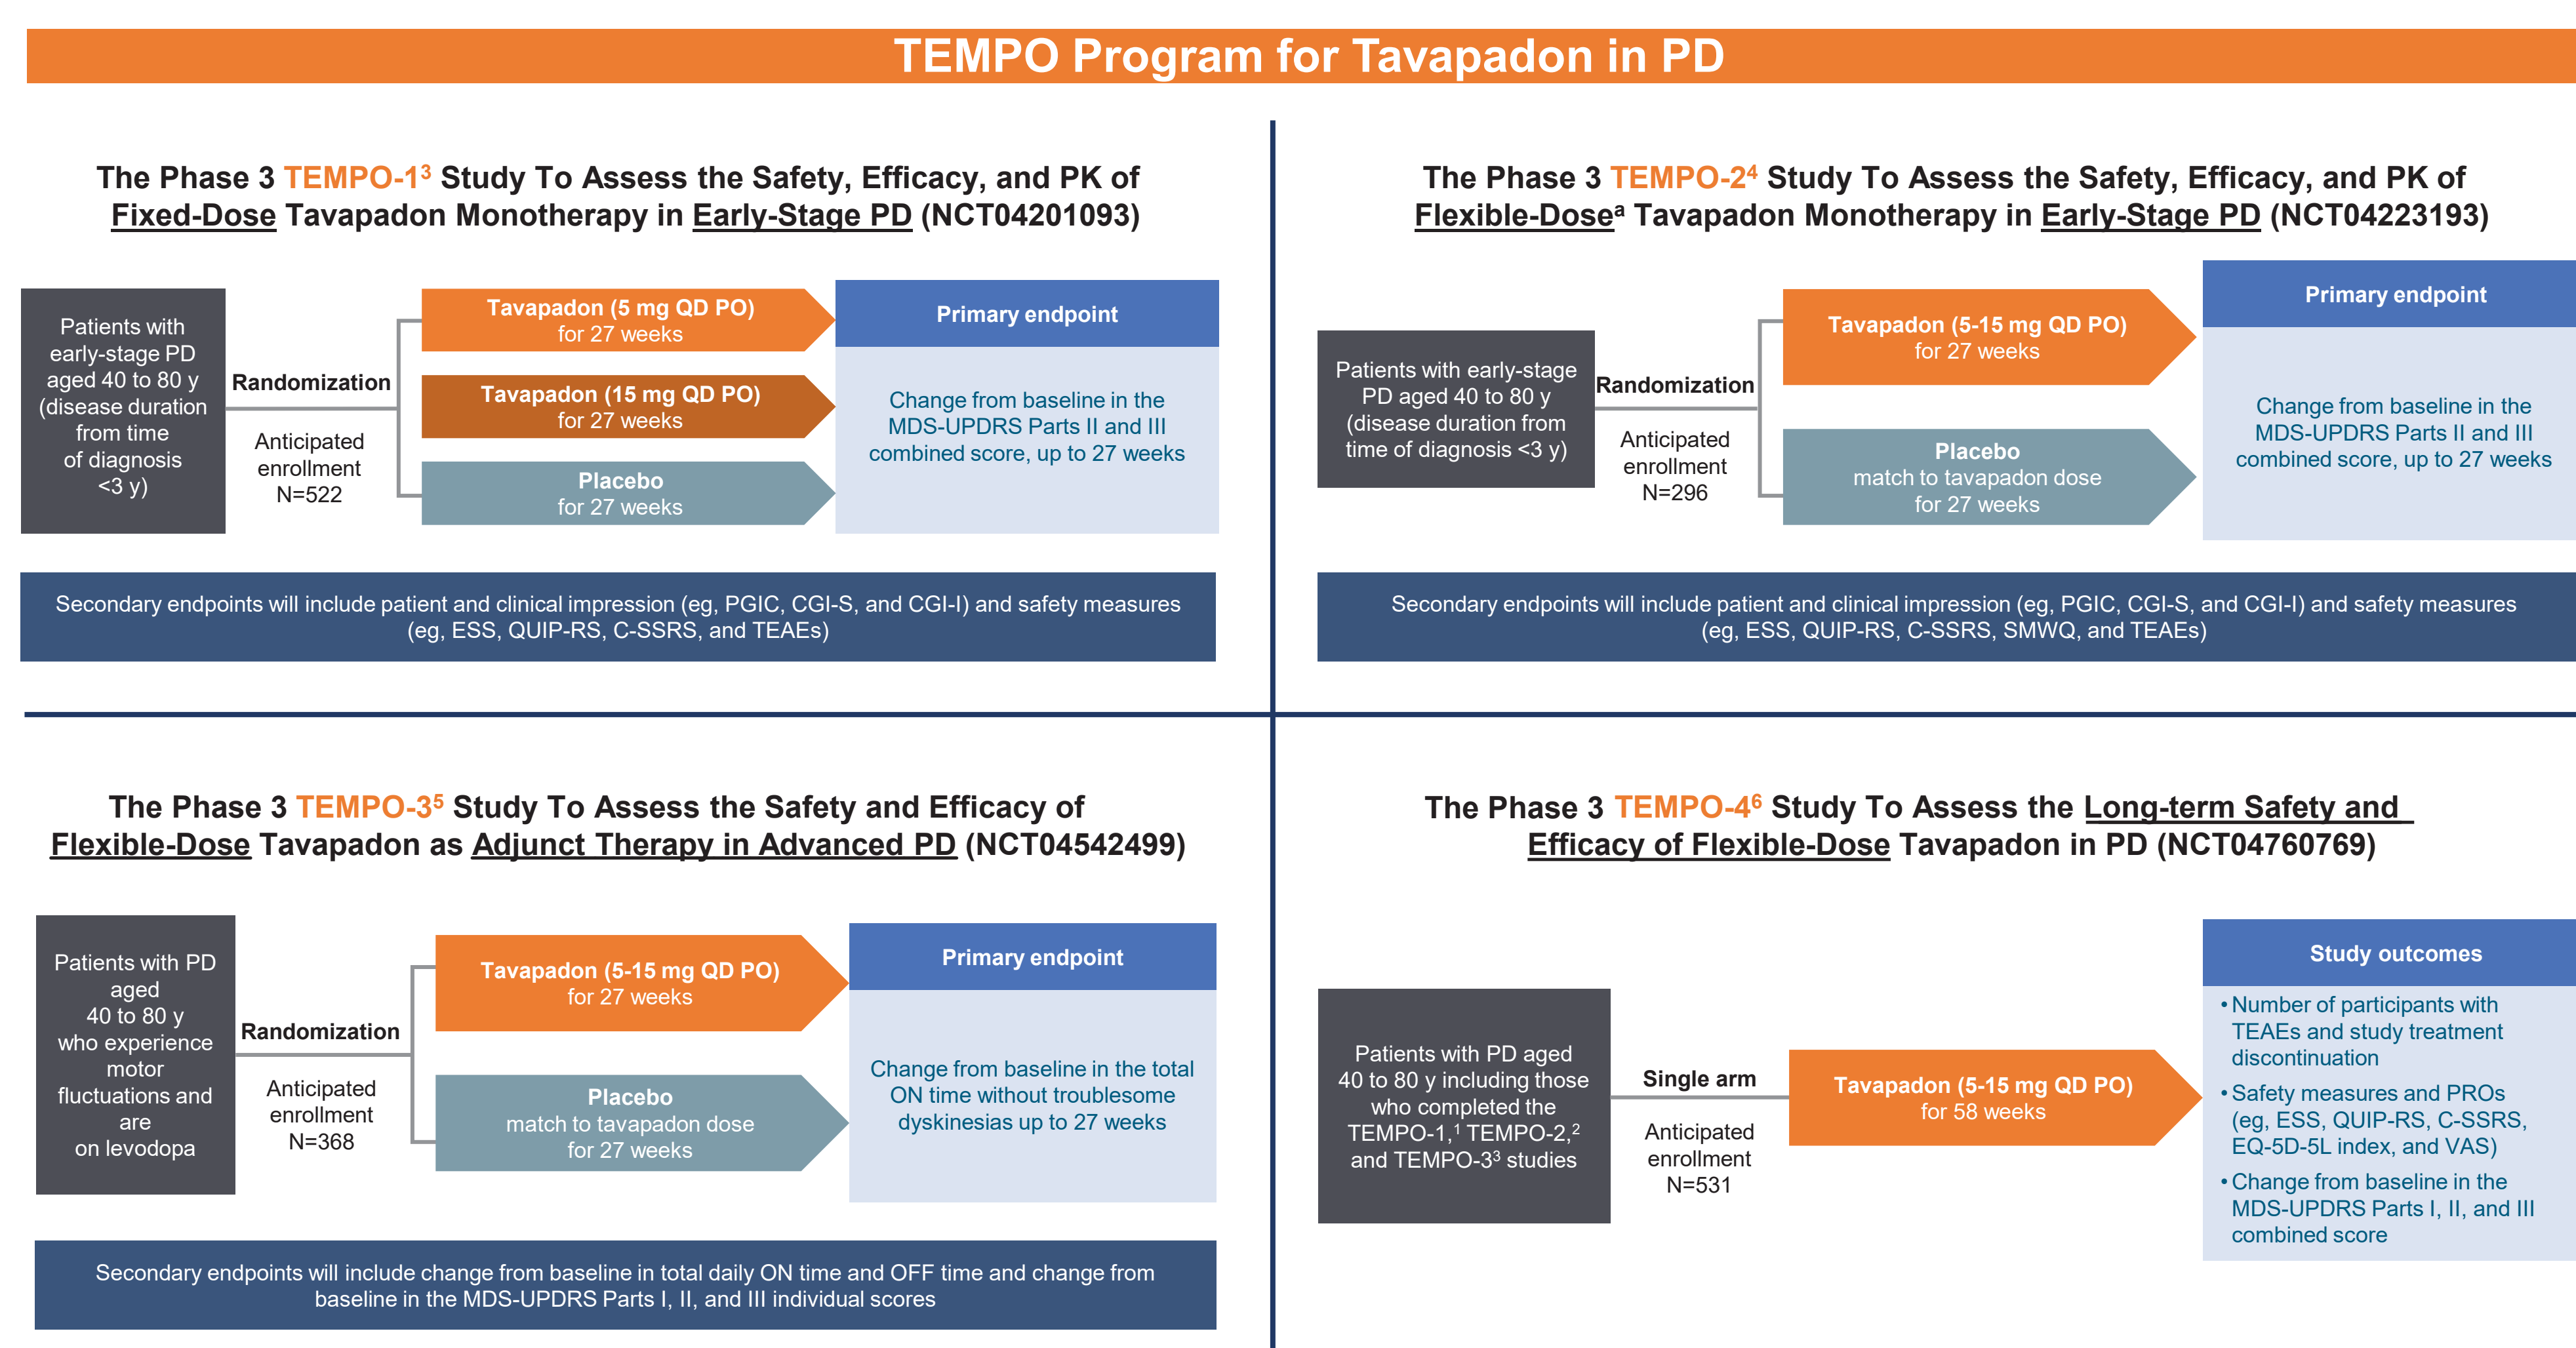 TEMPO Program for Tavapadon in PD
The Phase 3 TEMPO-1³ Study To Assess the Safety, Efficacy, and PK of
Fixed-Dose Tavapadon Monotherapy in Early-Stage PD (NCT04201093)
Patients with
early-stage PD
aged 40 to 80 y
(disease duration
from time
of diagnosis
<3 y)
Randomization
Anticipated
enrollment
N=522
Tavapadon (5 mg QD PO)
for 27 weeks
Tavapadon (15 mg QD PO)
for 27 weeks
Placebo
for 27 weeks
Primary endpoint
Change from baseline in the
MDS-UPDRS Parts II and III
combined score, up to 27 weeks
Secondary endpoints will include patient and clinical impression (eg, PGIC, CGI-S, and CGI-I) and safety measures
(eg, ESS, QUIP-RS, C-SSRS, and TEAEs)
The Phase 3 TEMPO-2⁴ Study To Assess the Safety, Efficacy, and PK of
Flexible-Doseᵃ Tavapadon Monotherapy in Early-Stage PD (NCT04223193)
Patients with early-stage
PD aged 40 to 80 y
(disease duration from
time of diagnosis <3 y)
Randomization
Anticipated
enrollment
N=296
Tavapadon (5-15 mg QD PO)
for 27 weeks
Placebo
match to tavapadon dose
for 27 weeks
Primary endpoint
Change from baseline in the
MDS-UPDRS Parts II and III
combined score, up to 27 weeks
Secondary endpoints will include patient and clinical impression (eg, PGIC, CGI-S, and CGI-I) and safety measures
(eg, ESS, QUIP-RS, C-SSRS, SMWQ, and TEAEs)
The Phase 3 TEMPO-3⁵ Study To Assess the Safety and Efficacy of
Flexible-Dose Tavapadon as Adjunct Therapy in Advanced PD (NCT04542499)
Patients with PD
aged
40 to 80 y
who experience
motor
fluctuations and
are
on levodopa
Randomization
Anticipated
enrollment
N=368
Tavapadon (5-15 mg QD PO)
for 27 weeks
Placebo
match to tavapadon dose
for 27 weeks
Primary endpoint
Change from baseline in the total
ON time without troublesome
dyskinesias up to 27 weeks
Secondary endpoints will include change from baseline in total daily ON time and OFF time and change from
baseline in the MDS-UPDRS Parts I, II, and III individual scores
The Phase 3 TEMPO-4⁶ Study To Assess the Long-term Safety and
Efficacy of Flexible-Dose Tavapadon in PD (NCT04760769)
Patients with PD aged
40 to 80 y including those
who completed the
TEMPO-1,¹ TEMPO-2,²
and TEMPO-3³ studies
Single arm
Anticipated
enrollment
N=531
Tavapadon (5-15 mg QD PO)
for 58 weeks
Study outcomes
• Number of participants with
TEAEs and study treatment
discontinuation
• Safety measures and PROs
(eg, ESS, QUIP-RS, C-SSRS,
EQ-5D-5L index, and VAS)
• Change from baseline in the
MDS-UPDRS Parts I, II, and III
combined score